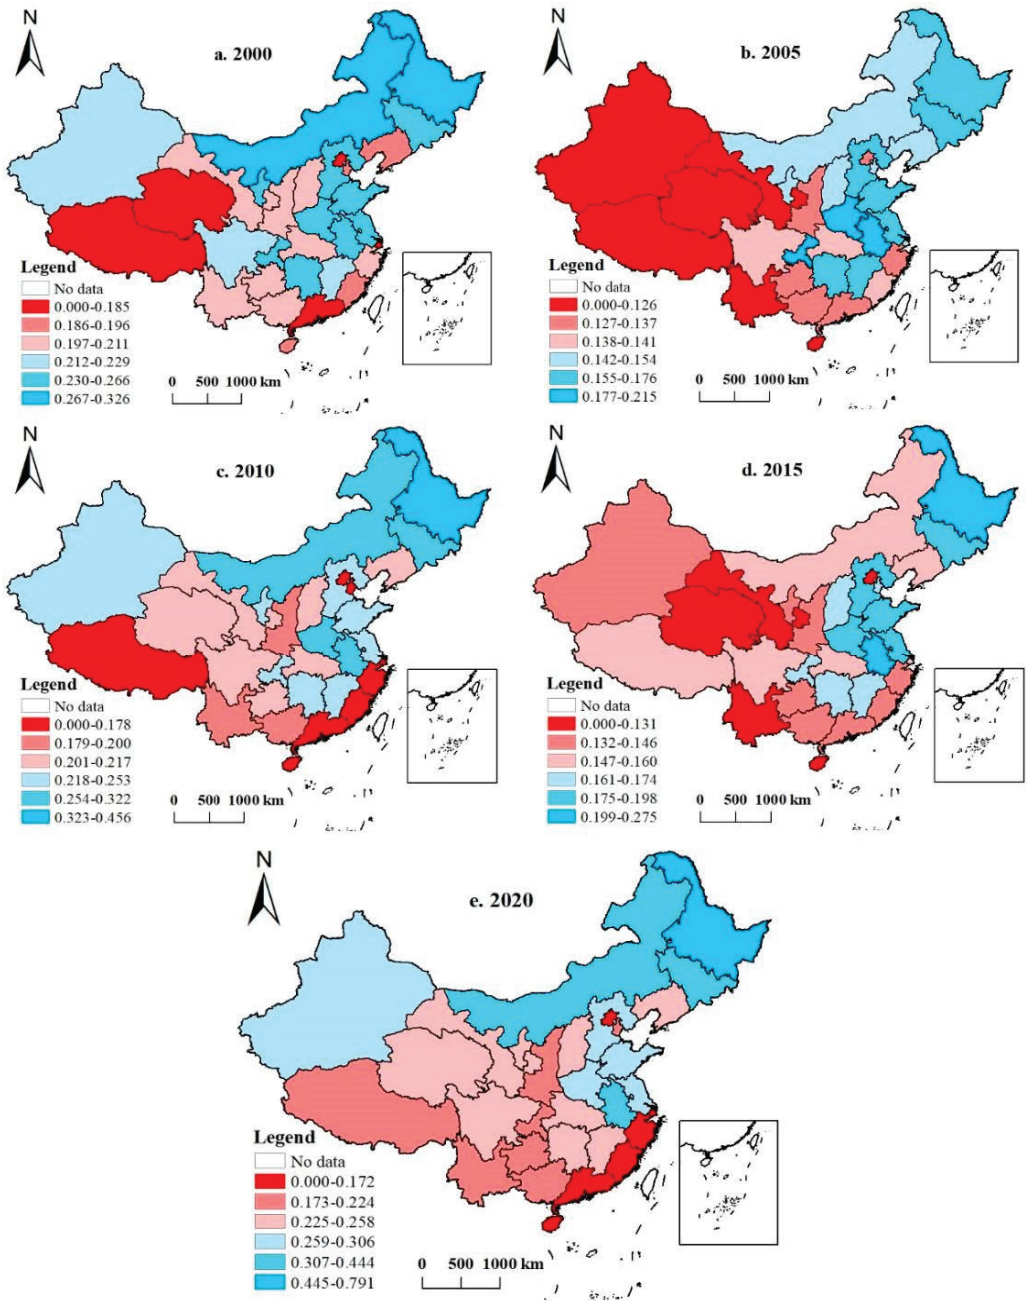 N
a. 2000
Legend
No data
0.000-0.185
0.186-0.196
0.197-0.211
0.212-0.229
0.230-0.266
0.267-0.326
0 500 1000 km
N
b. 2005
Legend
No data
0.000-0.126
0.127-0.137
0.138-0.141
0.142-0.154
0.155-0.176
0.177-0.215
0 500 1000 km
N
c. 2010
Legend
No data
0.000-0.178
0.179-0.200
0.201-0.217
0.218-0.253
0.254-0.322
0.323-0.456
0 500 1000 km
N
d. 2015
Legend
No data
0.000-0.131
0.132-0.146
0.147-0.160
0.161-0.174
0.175-0.198
0.199-0.275
0 500 1000 km
N
e. 2020
Legend
No data
0.000-0.172
0.173-0.224
0.225-0.258
0.259-0.306
0.307-0.444
0.445-0.791
0 500 1000 km